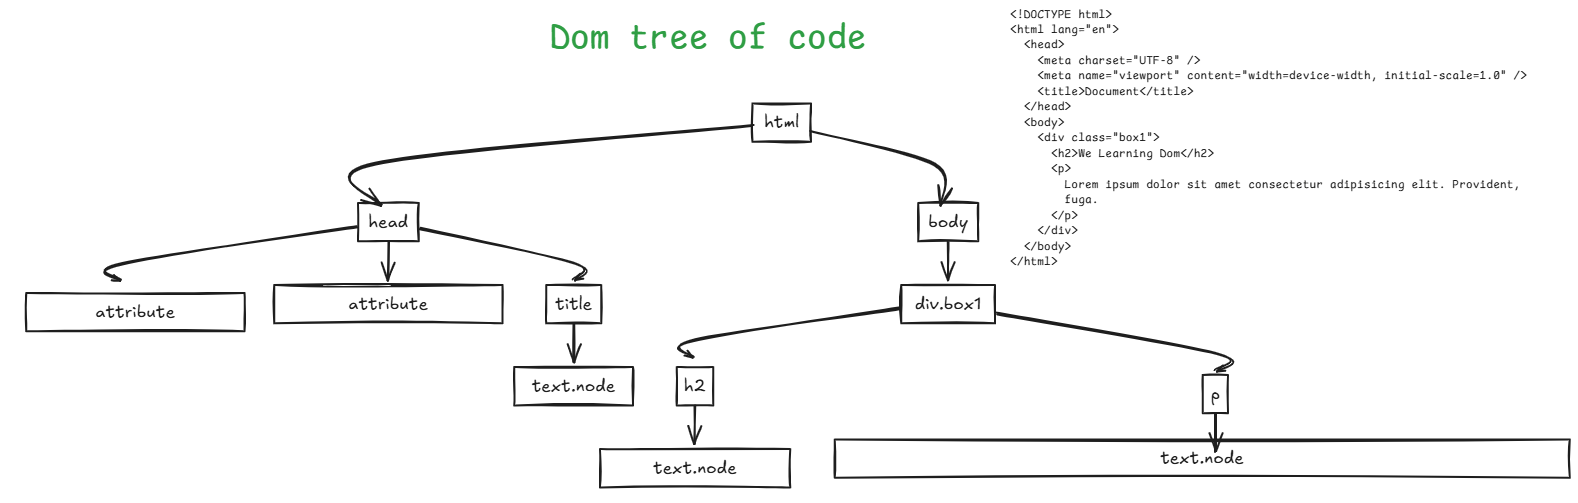 Dom tree of code
<!DOCTYPE html>
<html lang="en">
<head>
<meta charset="UTF-8" />
<meta name="viewport" content="width=device-width, initial-scale=1.0" />
<title>Document</title>
</head>
<body>
<div class="box1">
<h2>We Learning Dom</h2>
<p>
Lorem ipsum dolor sit amet consectetur adipisicing elit. Provident,
fuga.
</p>
</div>
</body>
</html>
html
head
body
attribute
attribute
title
div.box1
text.node
h2
p
text.node
text.node